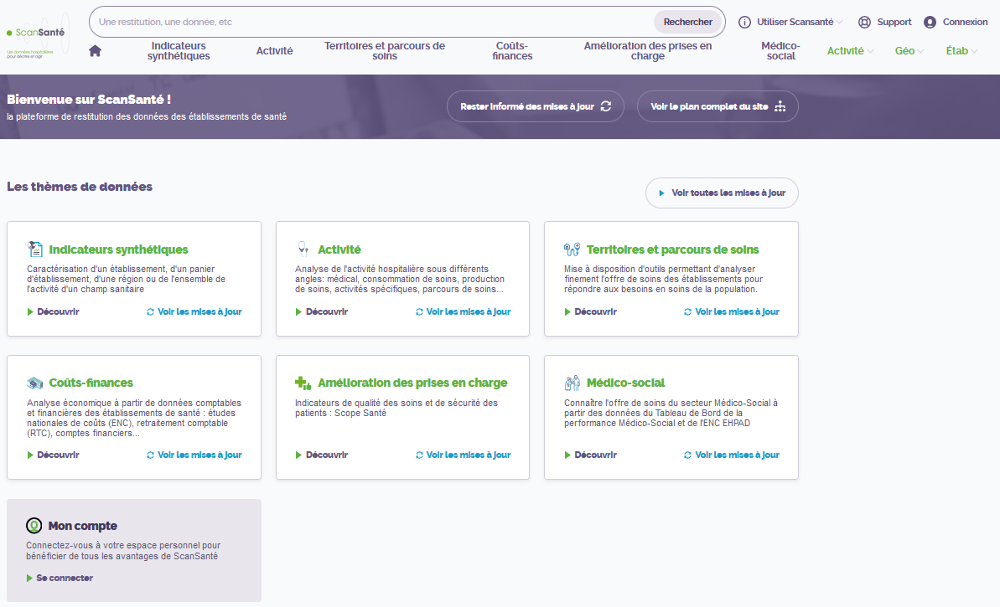 Une restitution, une donnée, etc
Rechercher
Utiliser Scansanté
Support
Connexion
ScanSanté
Les données hospitalières
pour décrire et agir
Indicateurs
synthétiques
Activité
Territoires et parcours de
soins
Coûts-
finances
Amélioration des prises en
charge
Médico-
social
Activité
Géo
Étab
Bienvenue sur ScanSanté !
la plateforme de restitution des données des établissements de santé
Rester informé des mises à jour
Voir le plan complet du site
Les thèmes de données
Voir toutes les mises à jour
Indicateurs synthétiques
Caractérisation d'un établissement, d'un panier
d'établissement, d'une région ou de l'ensemble de
l'activité d'un champ sanitaire
Découvrir
Voir les mises à jour
Activité
Analyse de l'activité hospitalière sous différents
angles: médical, consommation de soins, production
de soins, activités spécifiques, parcours de soins...
Découvrir
Voir les mises à jour
Territoires et parcours de soins
Mise à disposition d'outils permettant d'analyser
finement l'offre de soins des établissements pour
répondre aux besoins en soins de la population.
Découvrir
Voir les mises à jour
Coûts-finances
Analyse économique à partir de données comptables
et financières des établissements de santé : études
nationales de coûts (ENC), retraitement comptable
(RTC), comptes financiers...
Découvrir
Voir les mises à jour
Amélioration des prises en charge
Indicateurs de qualité des soins et de sécurité des
patients : Scope Santé
Découvrir
Voir les mises à jour
Médico-social
Connaître l'offre de soins du secteur Médico-Social à
partir des données du Tableau de Bord de la
performance Médico-Social et de l'ENC EHPAD
Découvrir
Voir les mises à jour
Mon compte
Connectez-vous à votre espace personnel pour
bénéficier de tous les avantages de ScanSanté
Se connecter